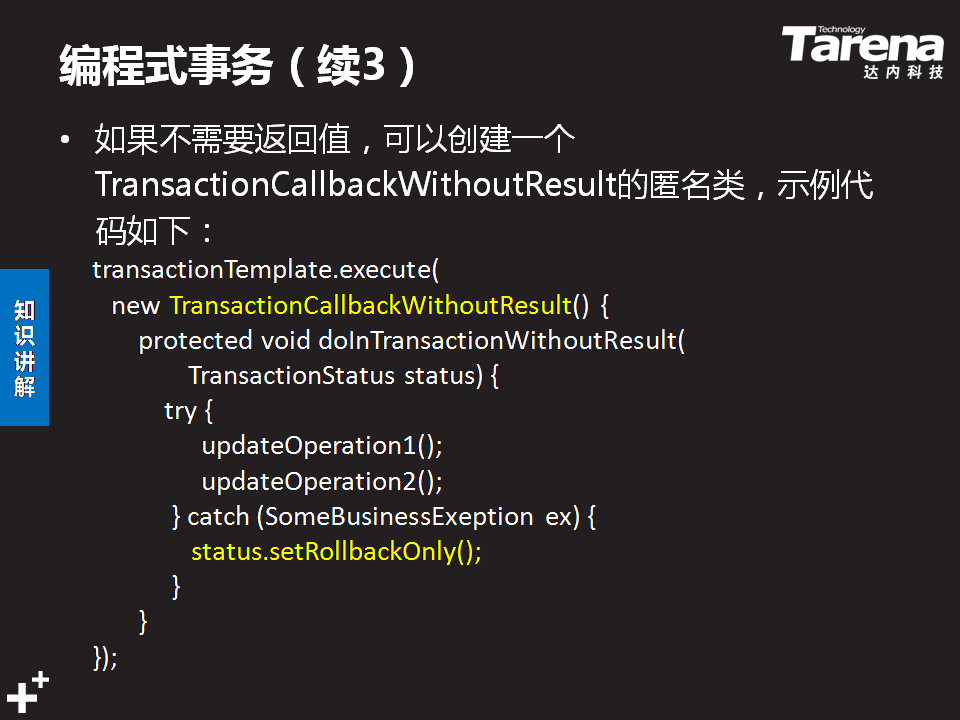 编程式事务（续3）
Technology
Tarena
达内科技
• 如果不需要返回值，可以创建一个
TransactionCallbackWithoutResult的匿名类，示例代
码如下：
transactionTemplate.execute(
new TransactionCallbackWithoutResult() {
protected void doInTransactionWithoutResult(
TransactionStatus status) {
try {
updateOperation1();
updateOperation2();
} catch (SomeBusinessExeption ex) {
status.setRollbackOnly();
}
}
});
知识讲解